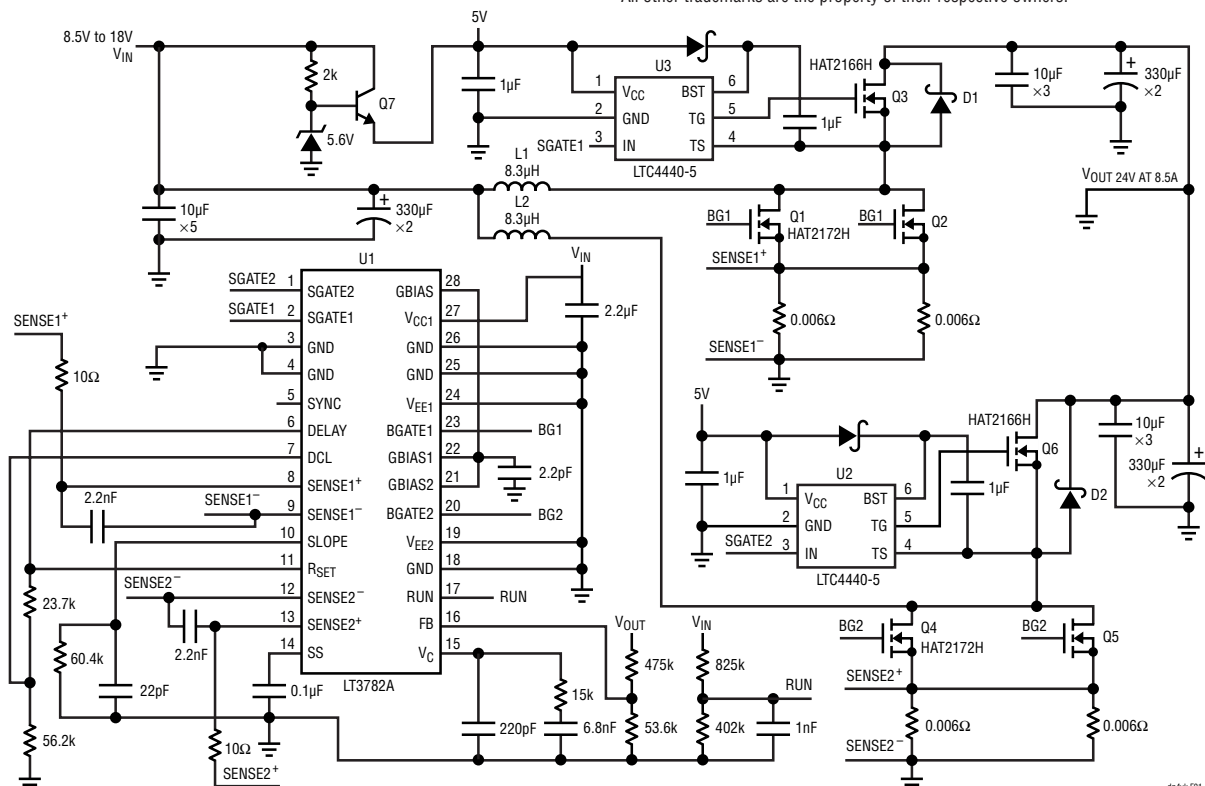 All other trademarks are the property of their respective owners.
8.5V to 18V
VIN
2k
Q7
5.6V
5V
1µF
U3
1
VCC
BST
6
2
GND
TG
5
3
IN
TS
4
SGATE1
LTC4440-5
1µF
HAT2166H
Q3
D1
10µF
×3
+
330µF
×2
VOUT 24V AT 8.5A
10µF
×5
+
330µF
×2
L1
8.3µH
L2
8.3µH
BG1
Q1
HAT2172H
BG1
Q2
SENSE1+
0.006Ω
0.006Ω
SENSE1−
U1
SGATE2
1
SGATE2
GBIAS
28
SGATE1
2
SGATE1
VCC1
27
3
GND
GND
26
4
GND
GND
25
5
SYNC
VEE1
24
6
DELAY
BGATE1
23
BG1
7
DCL
GBIAS1
22
8
SENSE1+
GBIAS2
21
SENSE1−
9
SENSE1−
BGATE2
20
BG2
10
SLOPE
VEE2
19
11
RSET
GND
18
SENSE2−
12
SENSE2−
RUN
17
RUN
13
SENSE2+
FB
16
14
SS
VC
15
LT3782A
VIN
2.2µF
2.2pF
SENSE1+
10Ω
2.2nF
23.7k
60.4k
22pF
56.2k
2.2nF
0.1µF
10Ω
SENSE2+
220pF
15k
6.8nF
VOUT
475k
53.6k
VIN
825k
402k
RUN
1nF
5V
1µF
U2
1
VCC
BST
6
2
GND
TG
5
SGATE2
3
IN
TS
4
LTC4440-5
1µF
HAT2166H
Q6
D2
10µF
×3
+
330µF
×2
BG2
Q4
HAT2172H
BG2
Q5
SENSE2+
0.006Ω
0.006Ω
SENSE2−